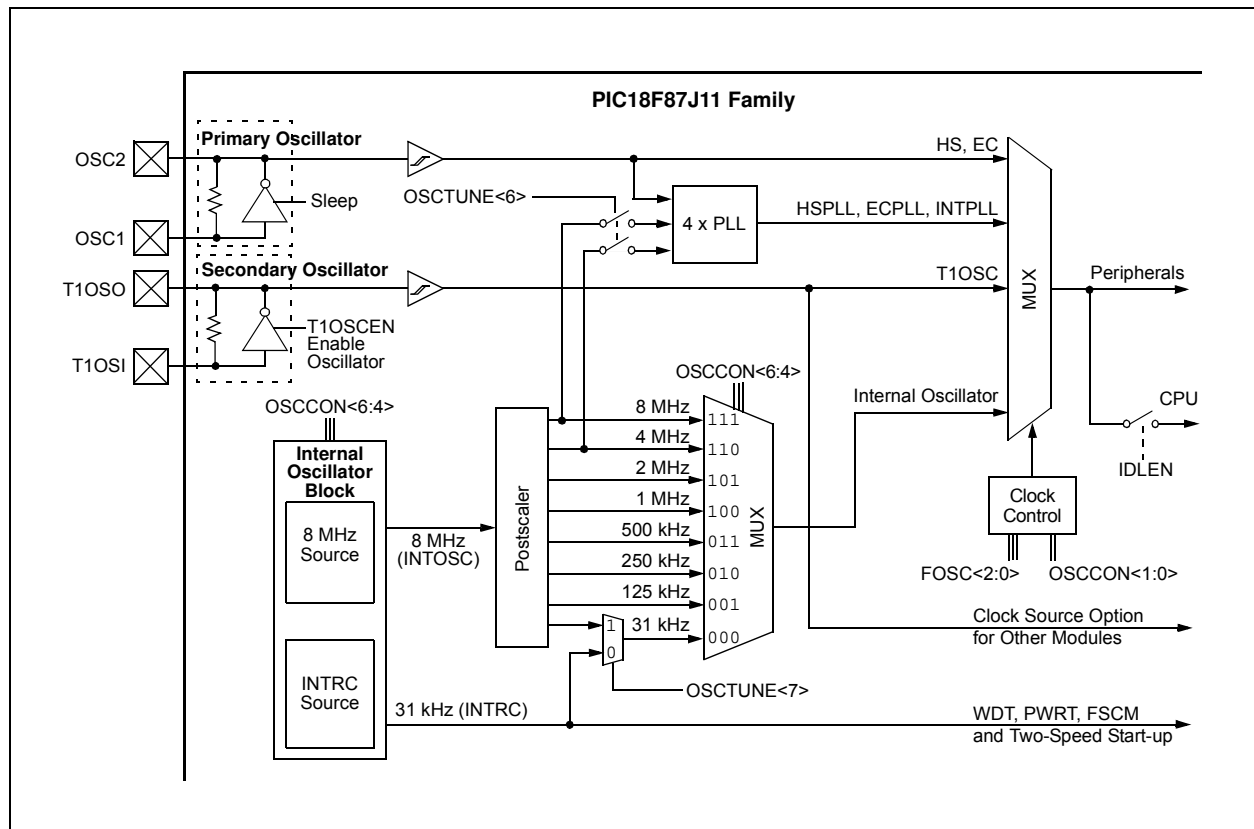 PIC18F87J11 Family
Primary Oscillator
OSC2
OSC1
Sleep
HS, EC
OSCTUNE<6>
4 x PLL
HSPLL, ECPLL, INTPLL
Secondary Oscillator
T1OSO
T1OSI
T1OSCEN
Enable
Oscillator
T1OSC
MUX
Peripherals
CPU
IDLEN
OSCCON<6:4>
Internal
Oscillator
Block
8 MHz
Source
8 MHz
(INTOSC)
INTRC
Source
31 kHz (INTRC)
Postscaler
OSCCON<6:4>
8 MHz
111
4 MHz
110
2 MHz
101
1 MHz
100
500 kHz
011
250 kHz
010
125 kHz
001
31 kHz
000
1
0
MUX
OSCTUNE<7>
Internal Oscillator
Clock
Control
FOSC<2:0>
OSCCON<1:0>
Clock Source Option
for Other Modules
WDT, PWRT, FSCM
and Two-Speed Start-up